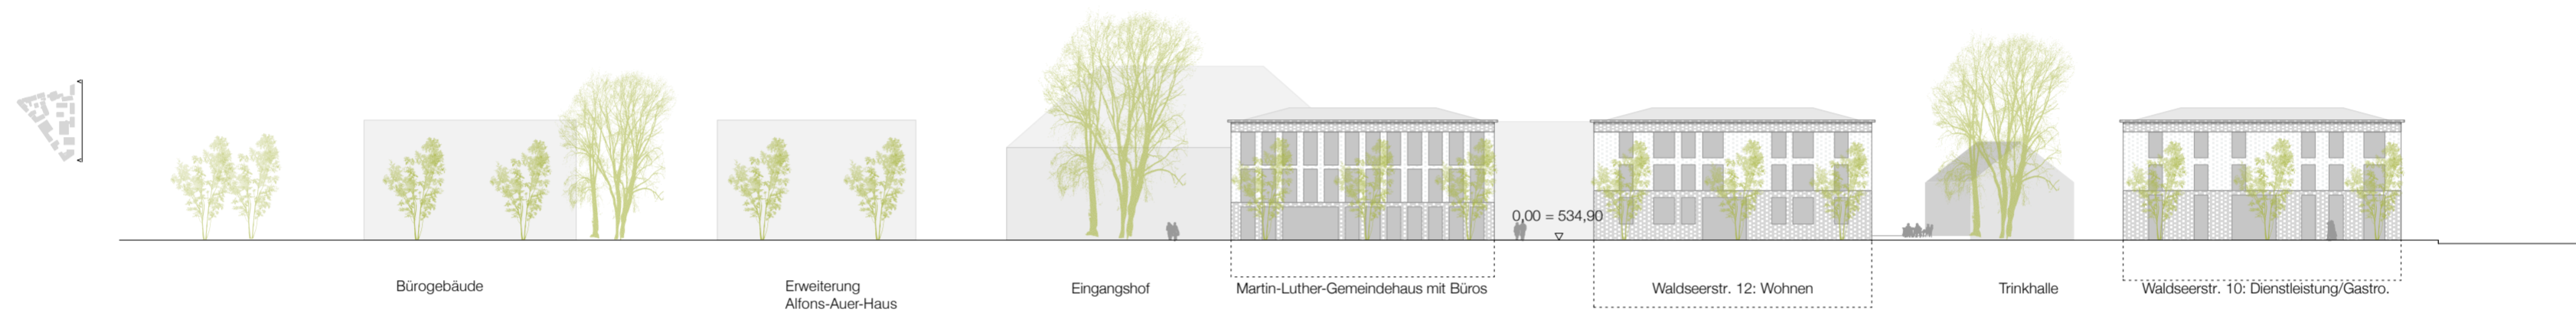 0,00 = 534,90
Bürogebäude
Erweiterung
Alfons-Auer-Haus
Eingangshof
Martin-Luther-Gemeindehaus mit Büros
Waldseerstr. 12: Wohnen
Trinkhalle
Waldseerstr. 10: Dienstleistung/Gastro.